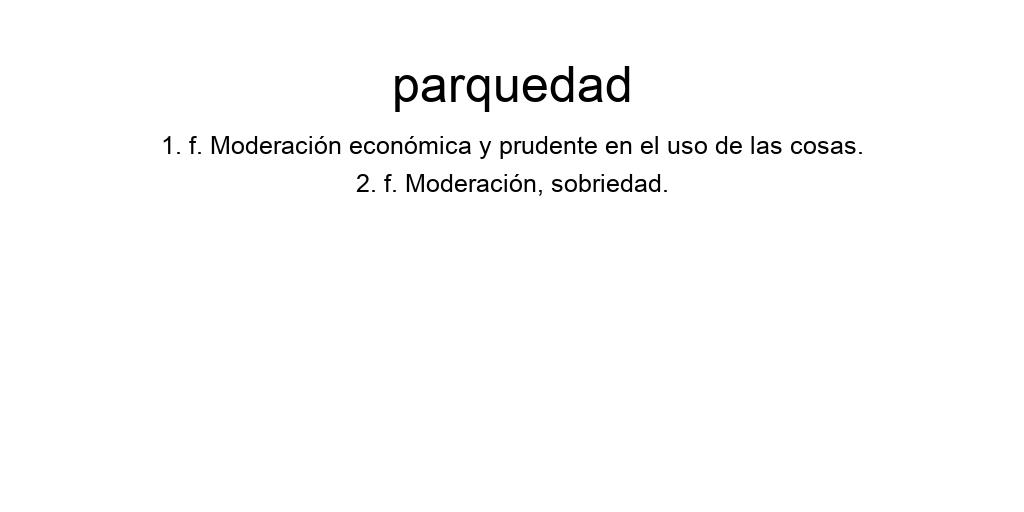 parquedad
1. f. Moderación económica y prudente en el uso de las cosas.
2. f. Moderación, sobriedad.